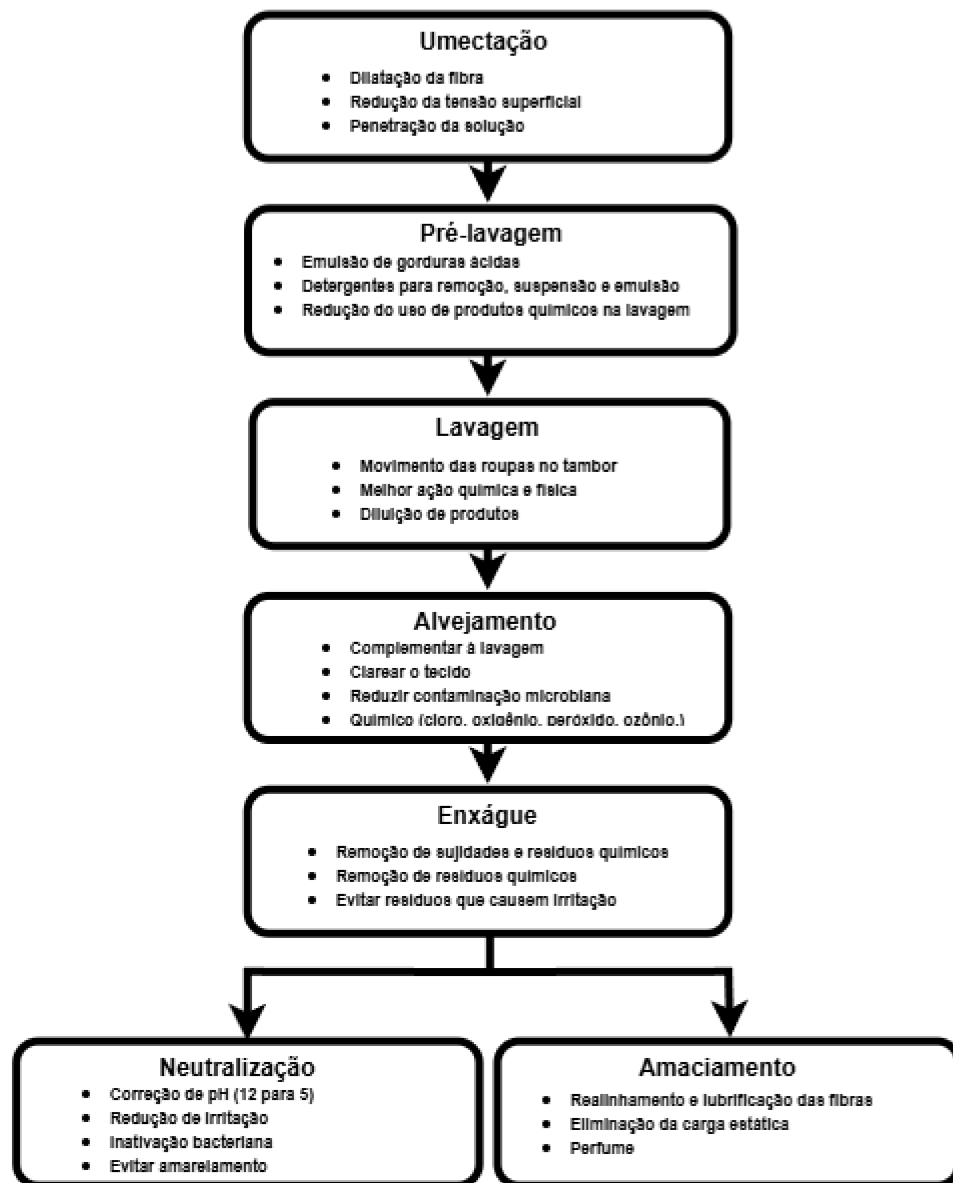 Umectação
• Dilatação da fibra
• Redução da tensão superficial
• Penetração da solução
Pré-lavagem
• Emulsão de gorduras ácidas
• Detergentes para remoção, suspensão e emulsão
• Redução do uso de produtos químicos na lavagem
Lavagem
• Movimento das roupas no tambor
• Melhor ação química e física
• Diluição de produtos
Alvejamento
• Complementar à lavagem
• Clarear o tecido
• Reduzir contaminação microbiana
• Químico (cloro, oxigênio, peróxido, ozônio,)
Enxágue
• Remoção de sujidades e resíduos químicos
• Remoção de resíduos químicos
• Evitar resíduos que causem irritação
Neutralização
• Correção de pH (12 para 5)
• Redução de irritação
• Inativação bacteriana
• Evitar amarelamento
Amaciamento
• Realinhamento e lubrificação das fibras
• Eliminação da carga estática
• Perfume